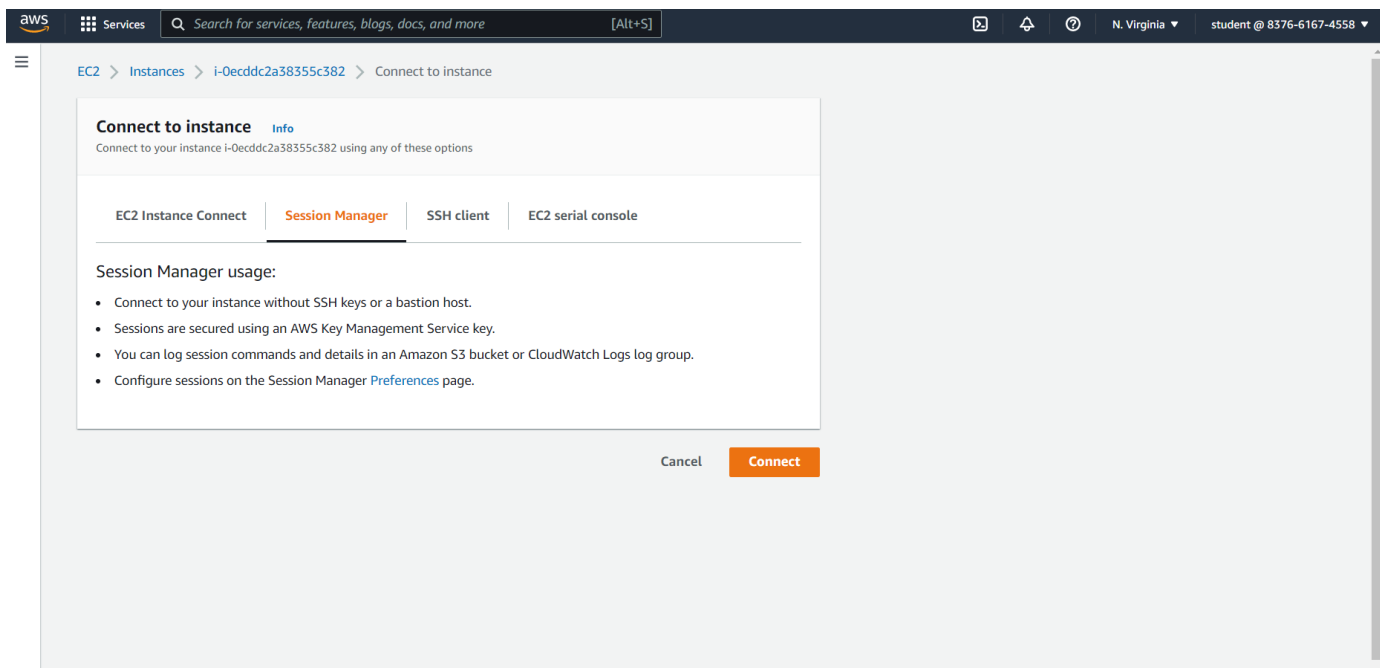 aws Services Search for services, features, blogs, docs, and more [Alt+S] N. Virginia ▼ student @ 8376-6167-4558 ▼
EC2 > Instances > i-0ecddc2a38355c382 > Connect to instance
Connect to instance Info
Connect to your instance i-0ecddc2a38355c382 using any of these options
EC2 Instance Connect Session Manager SSH client EC2 serial console
Session Manager usage:
• Connect to your instance without SSH keys or a bastion host.
• Sessions are secured using an AWS Key Management Service key.
• You can log session commands and details in an Amazon S3 bucket or CloudWatch Logs log group.
• Configure sessions on the Session Manager Preferences page.
Cancel Connect